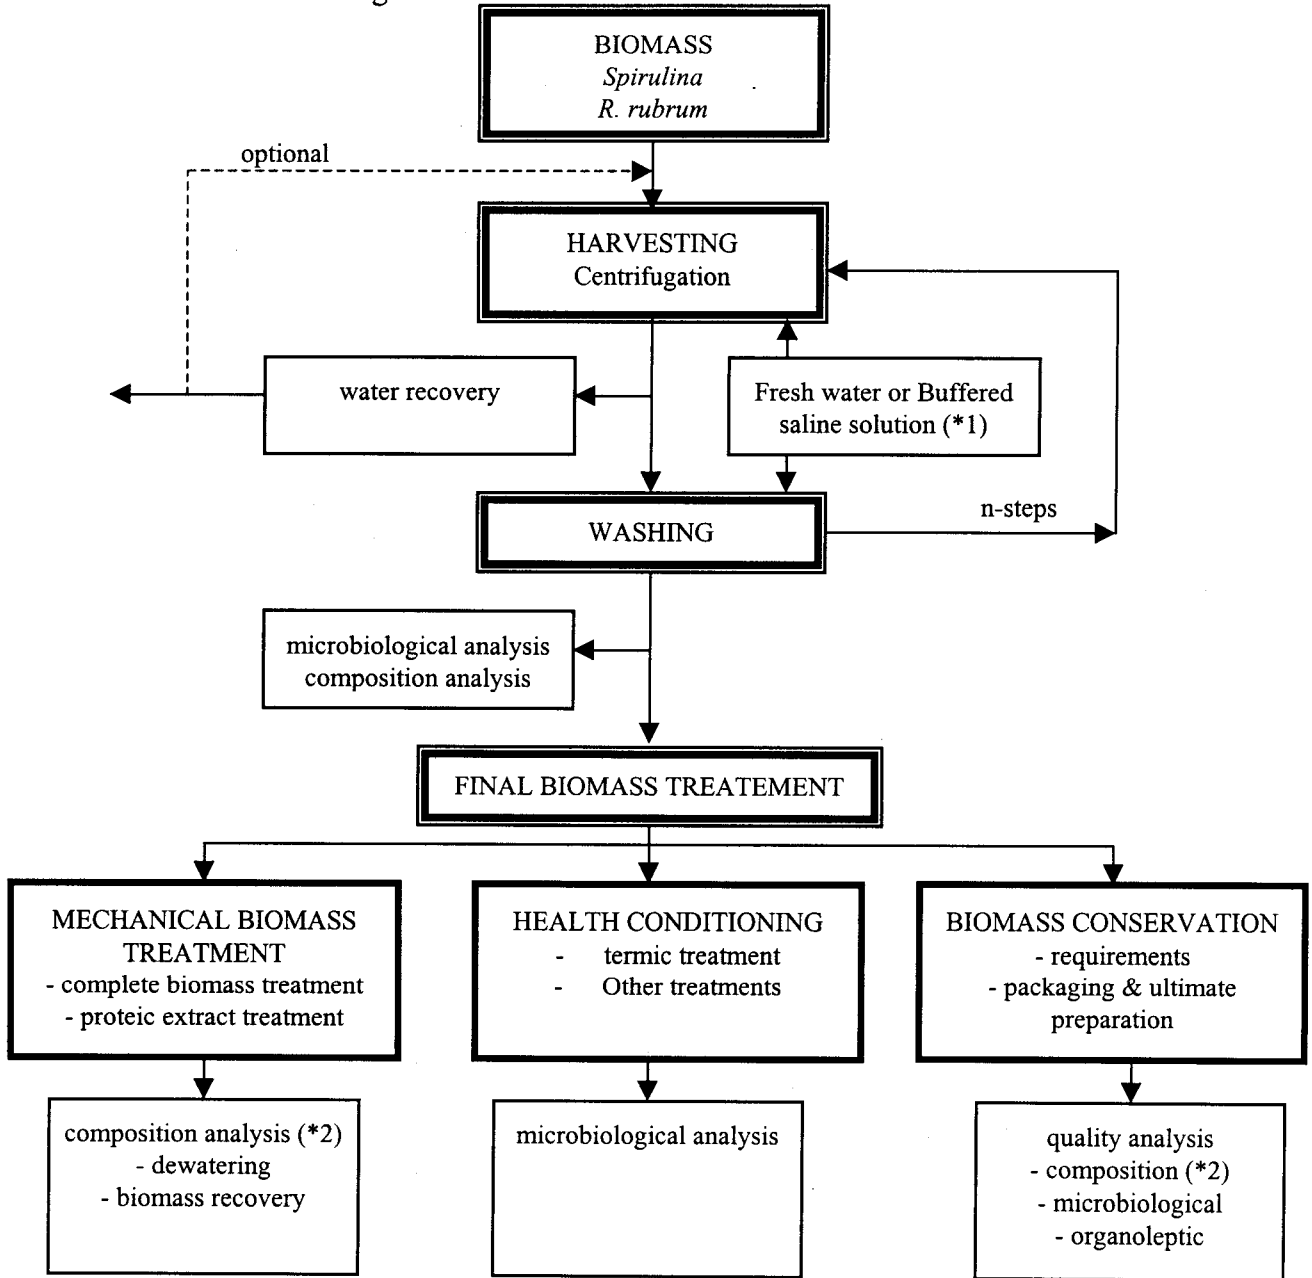 BIOMASS
Spirulina
R. rubrum
optional
HARVESTING
Centrifugation
water recovery
Fresh water or Buffered
saline solution (*1)
WASHING
n-steps
microbiological analysis
composition analysis
FINAL BIOMASS TREATEMENT
MECHANICAL BIOMASS
TREATMENT
- complete biomass treatment
- proteic extract treatment
HEALTH CONDITIONING
- termic treatment
- Other treatments
BIOMASS CONSERVATION
- requirements
- packaging & ultimate
preparation
composition analysis (*2)
- dewatering
- biomass recovery
microbiological analysis
quality analysis
- composition (*2)
- microbiological
- organoleptic